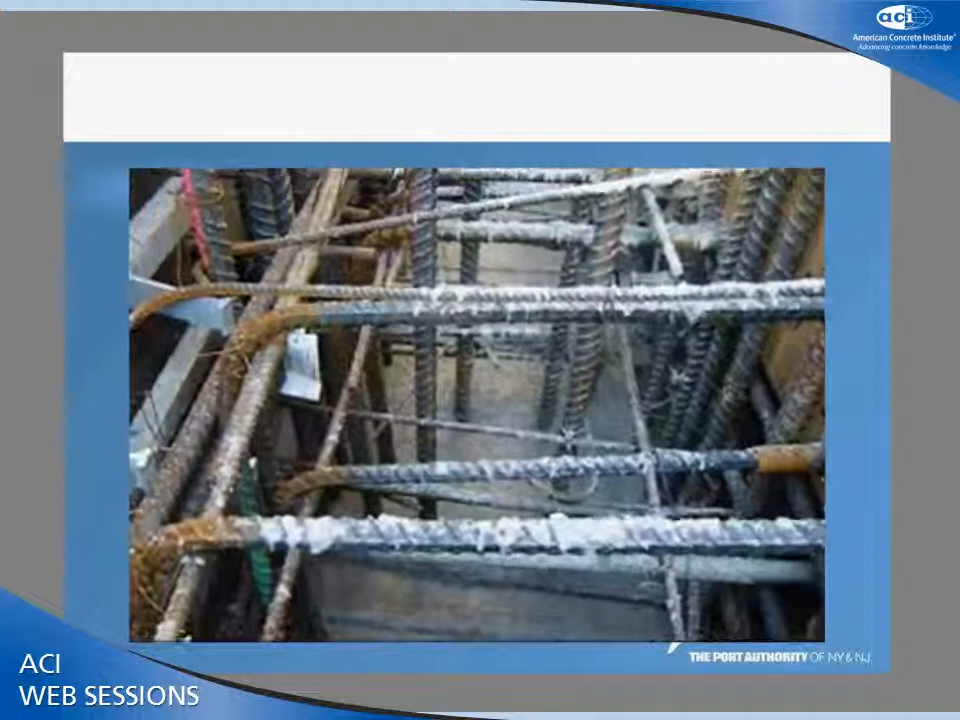 aci
American Concrete Institute®
Advancing concrete knowledge
THE PORT AUTHORITY OF NY & NJ
ACI
WEB SESSIONS